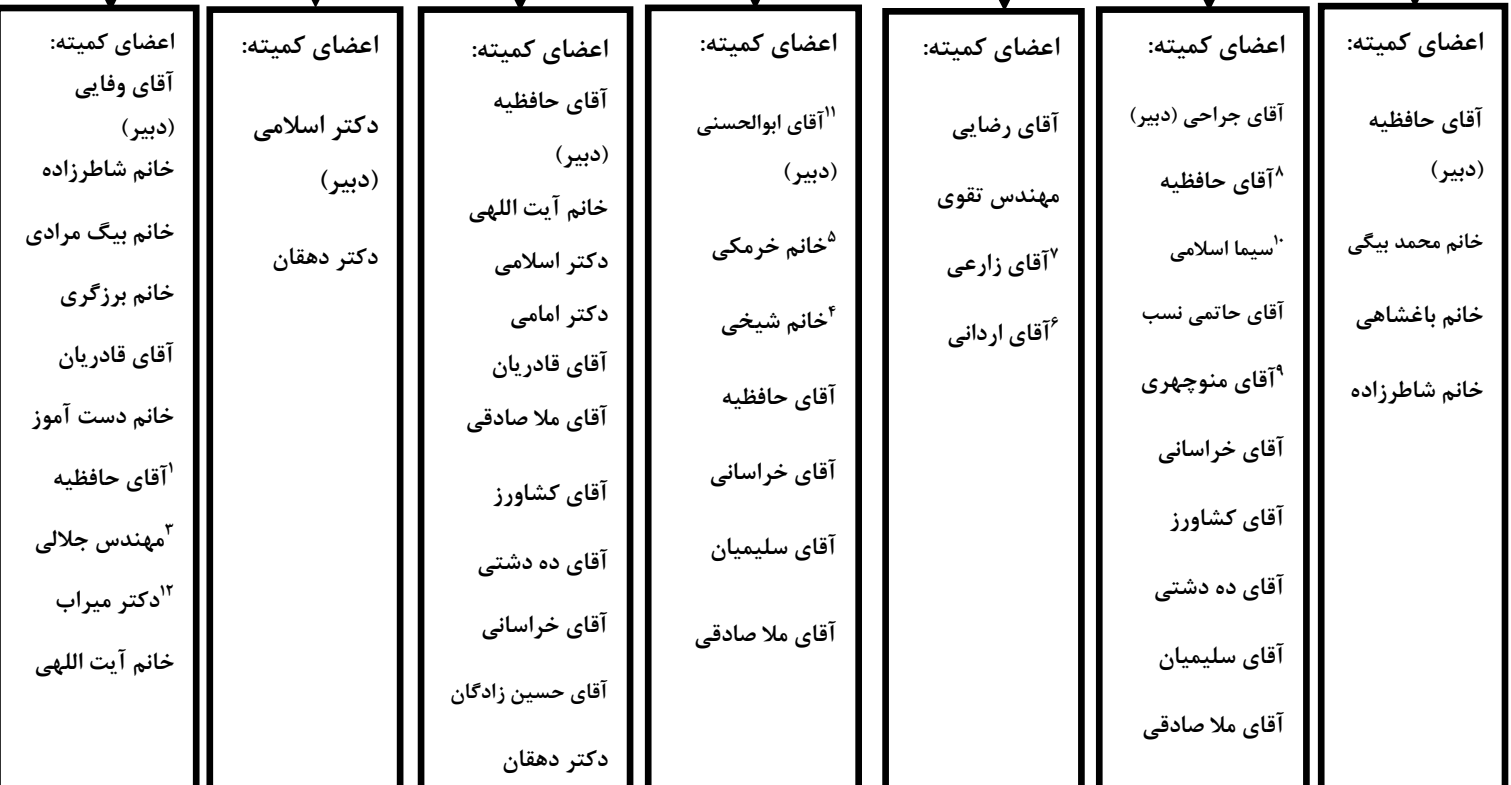 اعضای کمیته:
آقای حافظیه
(دبیر)
خانم محمد بیگی
خانم باغشاهی
خانم شاطرزاده
اعضای کمیته:
آقای جراحی (دبیر)
۸آقای حافظیه
۱۰سیما اسلامی
آقای حاتمی نسب
۹آقای منوچهری
آقای خراسانی
آقای کشاورز
آقای ده دشتی
آقای سلیمیان
آقای ملا صادقی
اعضای کمیته:
آقای رضایی
مهندس تقوی
۷آقای زارعی
۶آقای اردانی
اعضای کمیته:
۱۱آقای ابوالحسنی
(دبیر)
۵خانم خرمکی
۴خانم شیخی
آقای حافظیه
آقای خراسانی
آقای سلیمیان
آقای ملا صادقی
اعضای کمیته:
آقای حافظیه
(دبیر)
خانم آیت اللهی
دکتر اسلامی
دکتر امامی
آقای قادریان
آقای ملا صادقی
آقای کشاورز
آقای ده دشتی
آقای خراسانی
آقای حسین زادگان
دکتر دهقان
اعضای کمیته:
دکتر اسلامی
(دبیر)
دکتر دهقان
اعضای کمیته:
آقای وفایی
(دبیر)
خانم شاطرزاده
خانم بیگ مرادی
خانم برزگری
آقای قادریان
خانم دست آموز
۱آقای حافظیه
۳مهندس جلالی
۱۲دکتر میراب
خانم آیت اللهی